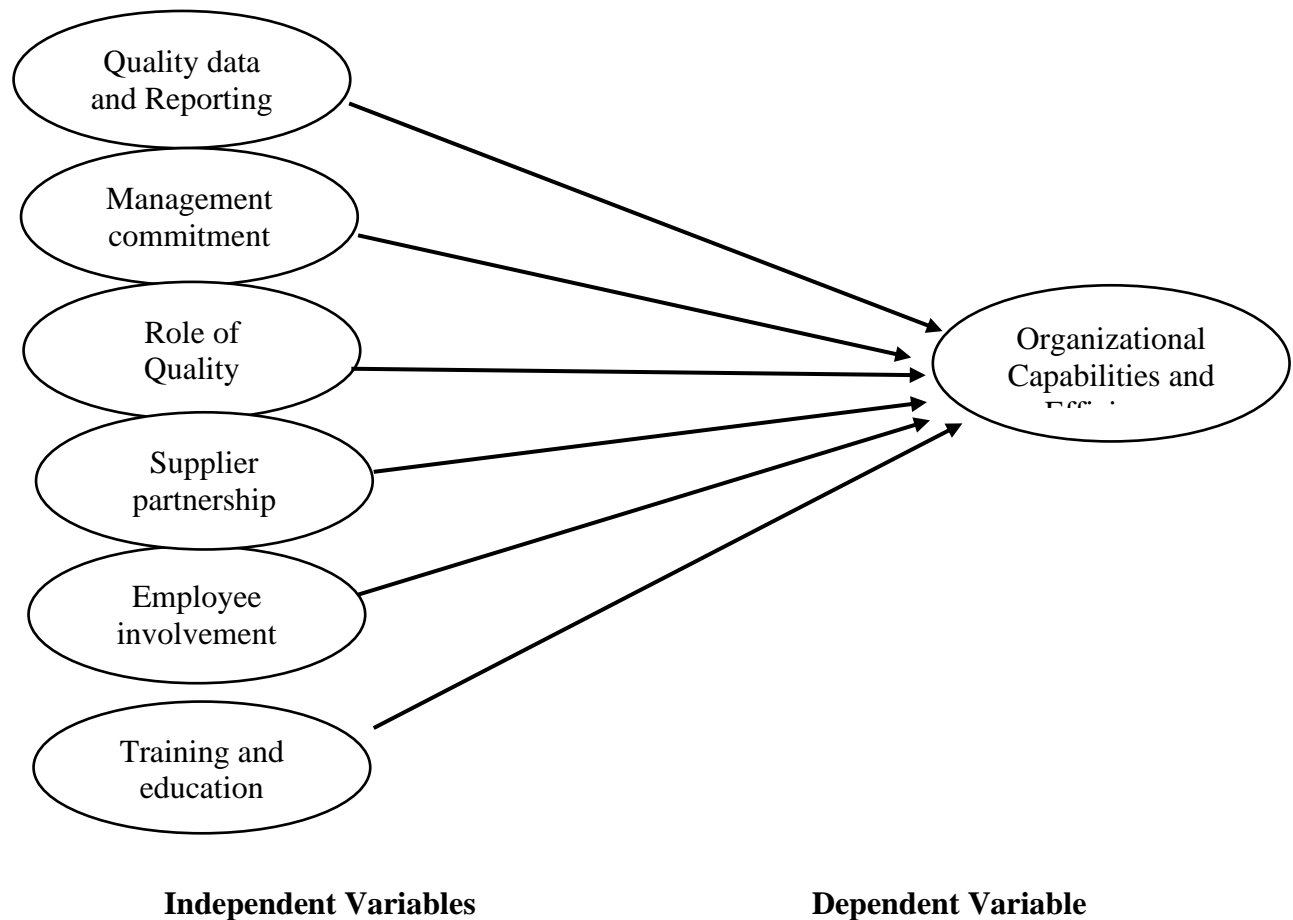 Quality data
and Reporting
Management
commitment
Role of
Quality
Supplier
partnership
Employee
involvement
Training and
education
Organizational
Capabilities and
Independent Variables
Dependent Variable